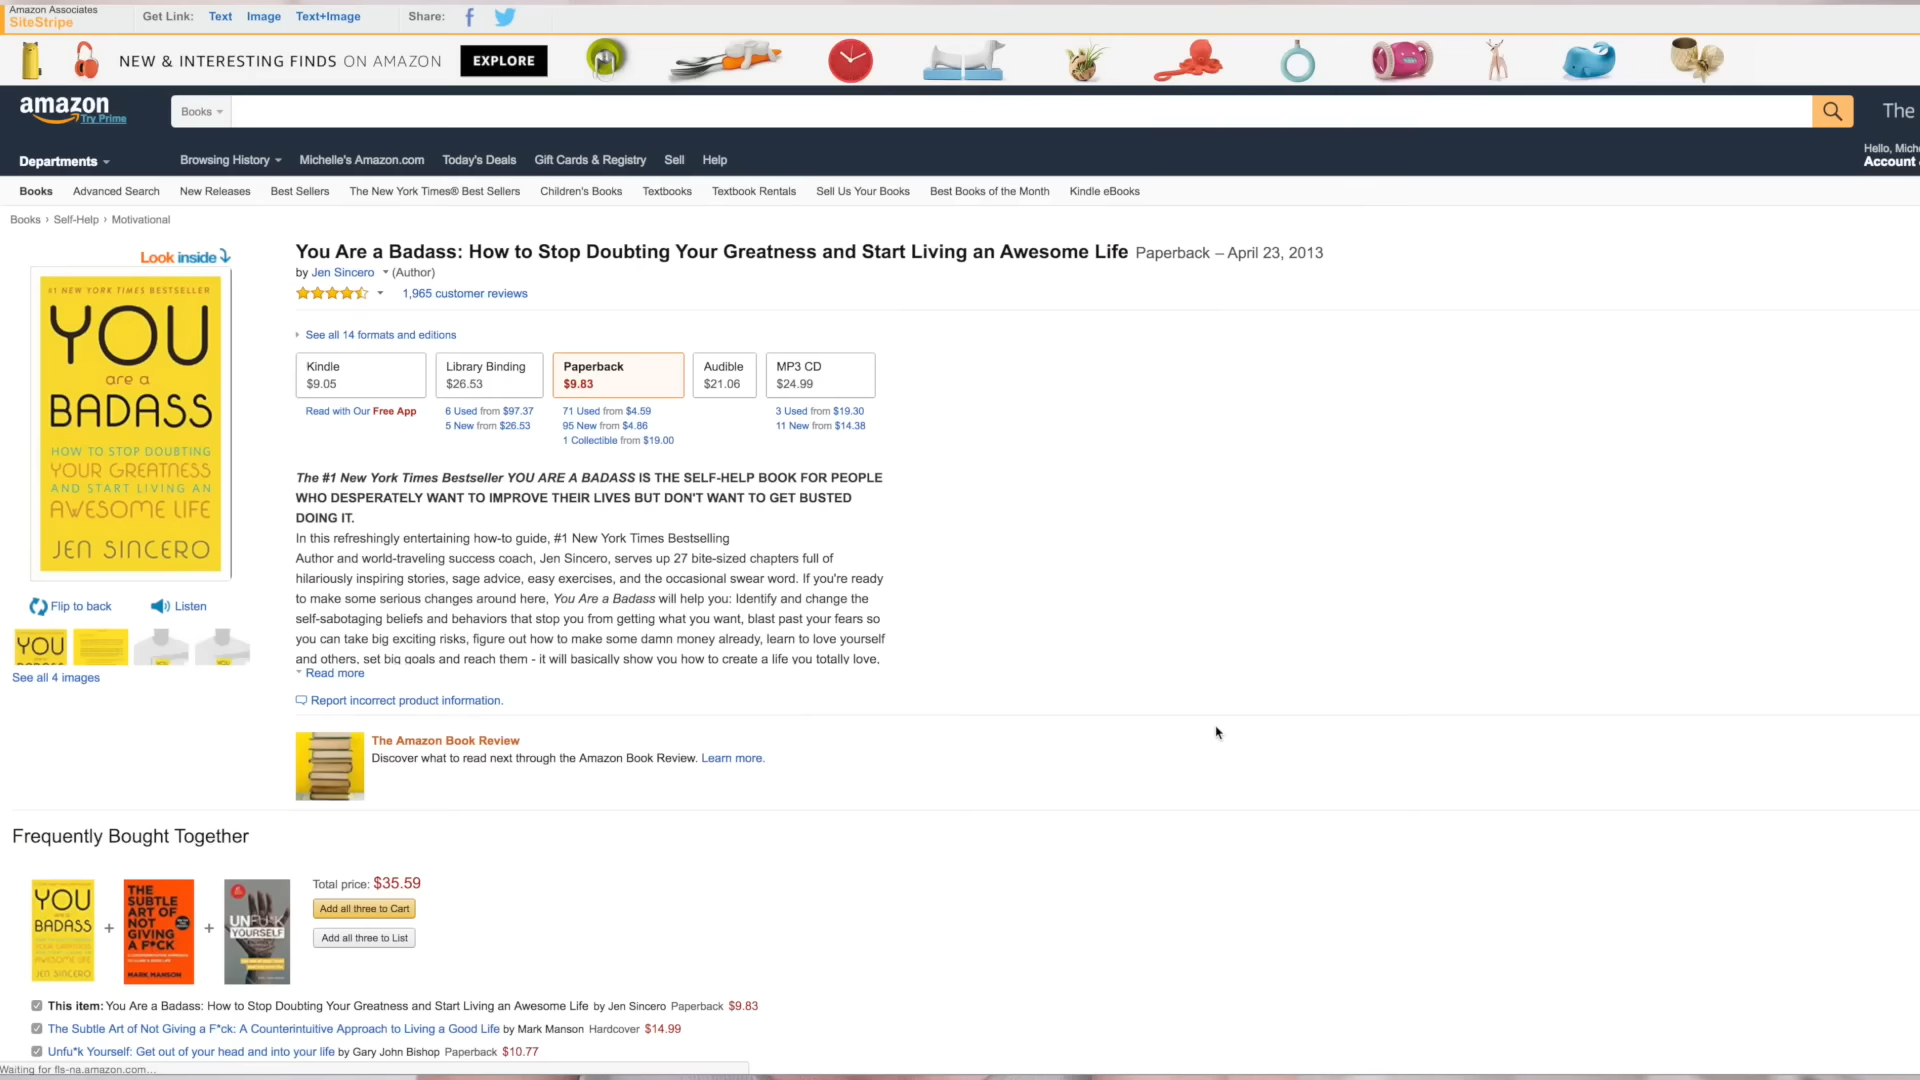 Amazon Associates
SiteStripe
Get Link: Text Image Text+Image Share:
NEW & INTERESTING FINDS ON AMAZON EXPLORE
amazon
Try Prime
Books
The
Departments Browsing History Michelle's Amazon.com Today's Deals Gift Cards & Registry Sell Help
Hello, Mich
Account
Books Advanced Search New Releases Best Sellers The New York Times® Best Sellers Children's Books Textbooks Textbook Rentals Sell Us Your Books Best Books of the Month Kindle eBooks
Books › Self-Help › Motivational
Look inside
#1 NEW YORK TIMES BESTSELLER
YOU
are a
BADASS
HOW TO STOP DOUBTING
YOUR GREATNESS
AND START LIVING AN
AWESOME LIFE
JEN SINCERO
Flip to back Listen
YOU
BADASS
See all 4 images
You Are a Badass: How to Stop Doubting Your Greatness and Start Living an Awesome Life Paperback – April 23, 2013
by Jen Sincero (Author)
1,965 customer reviews
See all 14 formats and editions
Kindle
$9.05
Read with Our Free App
Library Binding
$26.53
6 Used from $97.37
5 New from $26.53
Paperback
$9.83
71 Used from $4.59
95 New from $4.86
1 Collectible from $19.00
Audible
$21.06
MP3 CD
$24.99
3 Used from $19.30
11 New from $14.38
The #1 New York Times Bestseller YOU ARE A BADASS IS THE SELF-HELP BOOK FOR PEOPLE
WHO DESPERATELY WANT TO IMPROVE THEIR LIVES BUT DON'T WANT TO GET BUSTED
DOING IT.
In this refreshingly entertaining how-to guide, #1 New York Times Bestselling
Author and world-traveling success coach, Jen Sincero, serves up 27 bite-sized chapters full of
hilariously inspiring stories, sage advice, easy exercises, and the occasional swear word. If you're ready
to make some serious changes around here, You Are a Badass will help you: Identify and change the
self-sabotaging beliefs and behaviors that stop you from getting what you want, blast past your fears so
you can take big exciting risks, figure out how to make some damn money already, learn to love yourself
and others, set big goals and reach them - it will basically show you how to create a life you totally love,
Read more
Report incorrect product information.
The Amazon Book Review
Discover what to read next through the Amazon Book Review. Learn more.
Frequently Bought Together
YOU
are a
BADASS
JEN SINCERO
+
THE
SUBTLE
ART OF
NOT
GIVING
A F*CK
MARK MANSON
+
UNFU*K
YOURSELF
Total price: $35.59
Add all three to Cart
Add all three to List
This item: You Are a Badass: How to Stop Doubting Your Greatness and Start Living an Awesome Life by Jen Sincero Paperback $9.83
The Subtle Art of Not Giving a F*ck: A Counterintuitive Approach to Living a Good Life by Mark Manson Hardcover $14.99
Unfu*k Yourself: Get out of your head and into your life by Gary John Bishop Paperback $10.77
Waiting for fls-na.amazon.com...